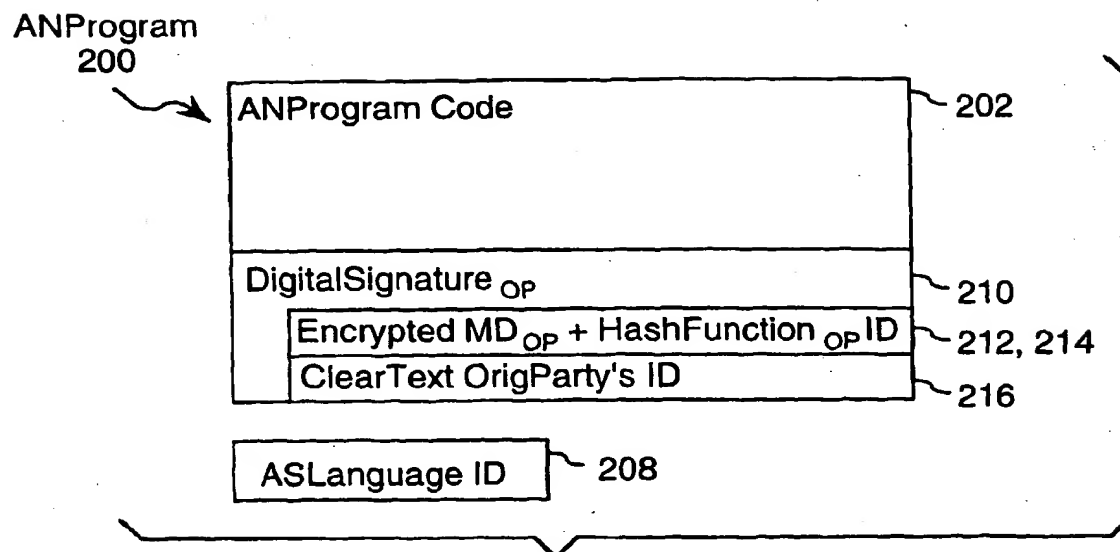 ANProgram
200
ANProgram Code
202
DigitalSignature OP
210
Encrypted MD OP + HashFunction OP ID
212, 214
ClearText OrigParty's ID
216
ASLanguage ID
208